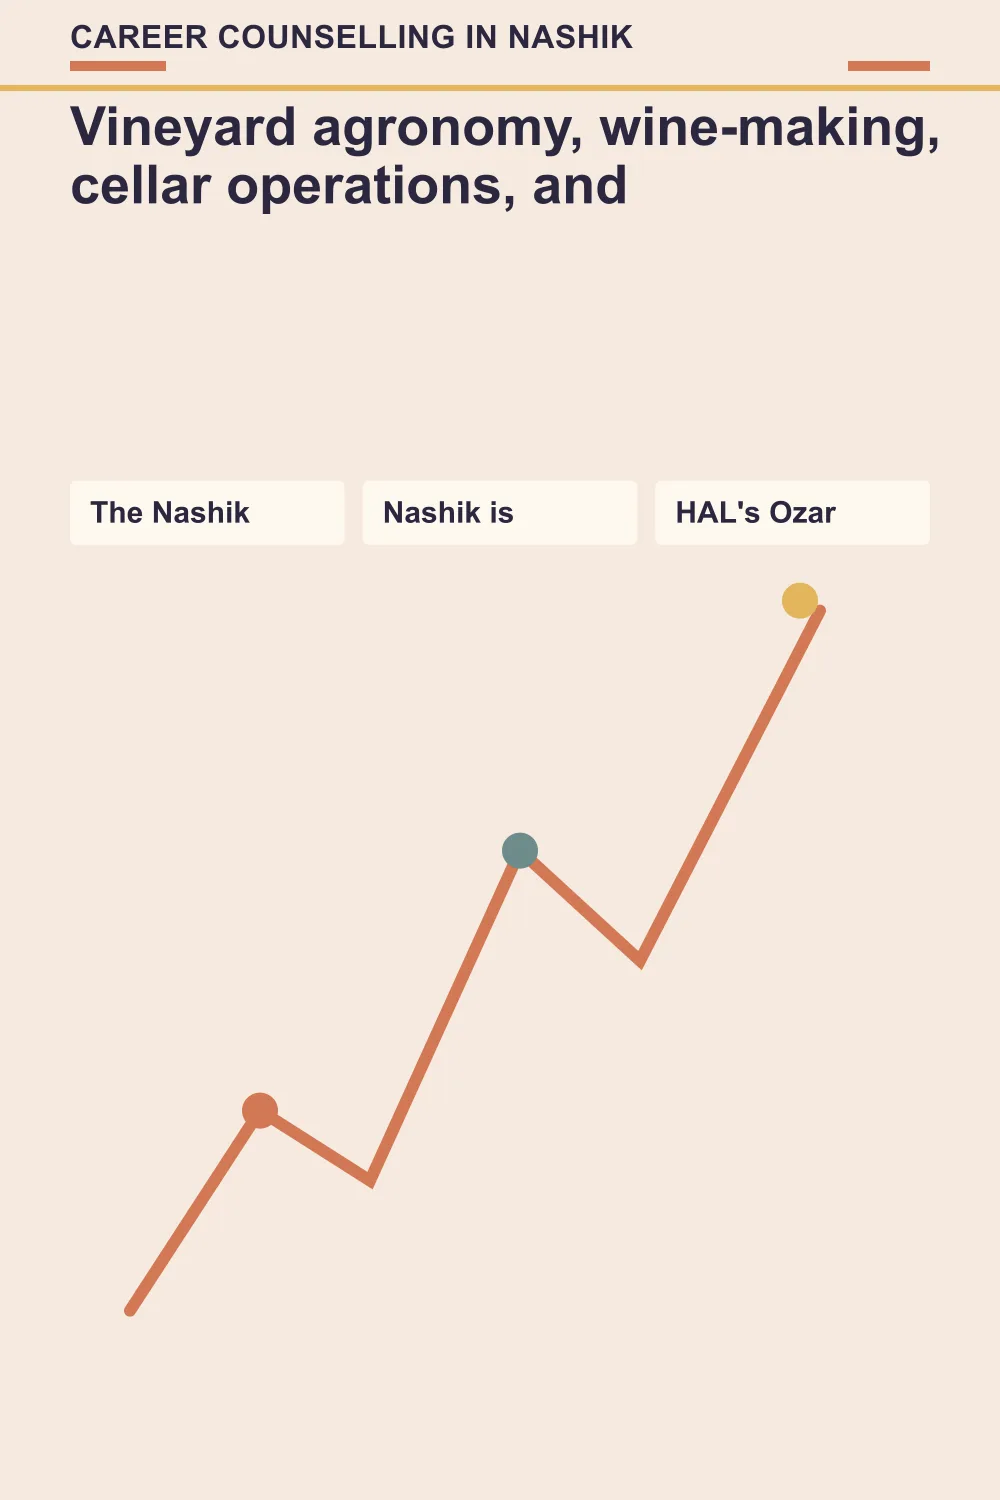 CAREER COUNSELLING IN NASHIK
Vineyard agronomy, wine-making,
cellar operations, and
The Nashik
Nashik is
HAL's Ozar